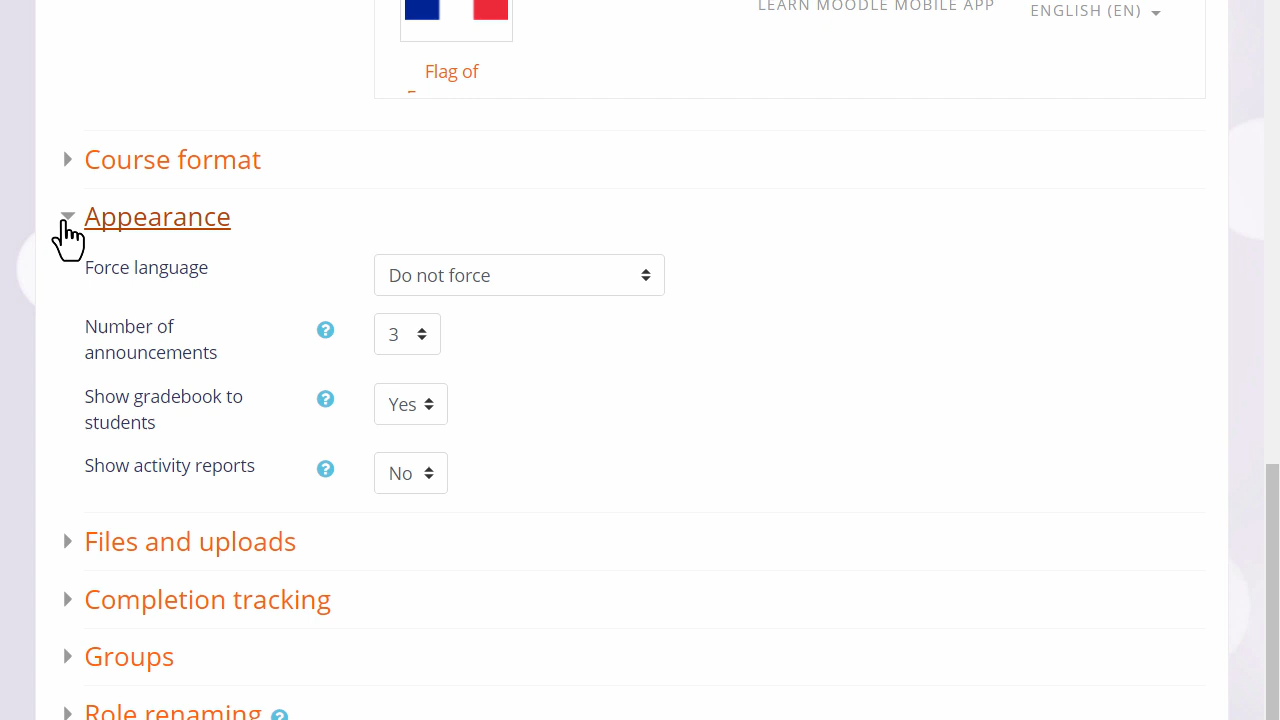 LEARN MOODLE MOBILE APP
ENGLISH (EN)
Flag of
Course format
Appearance
Force language
Do not force
Number of
announcements
3
Show gradebook to
students
Yes
Show activity reports
No
Files and uploads
Completion tracking
Groups
Role renaming